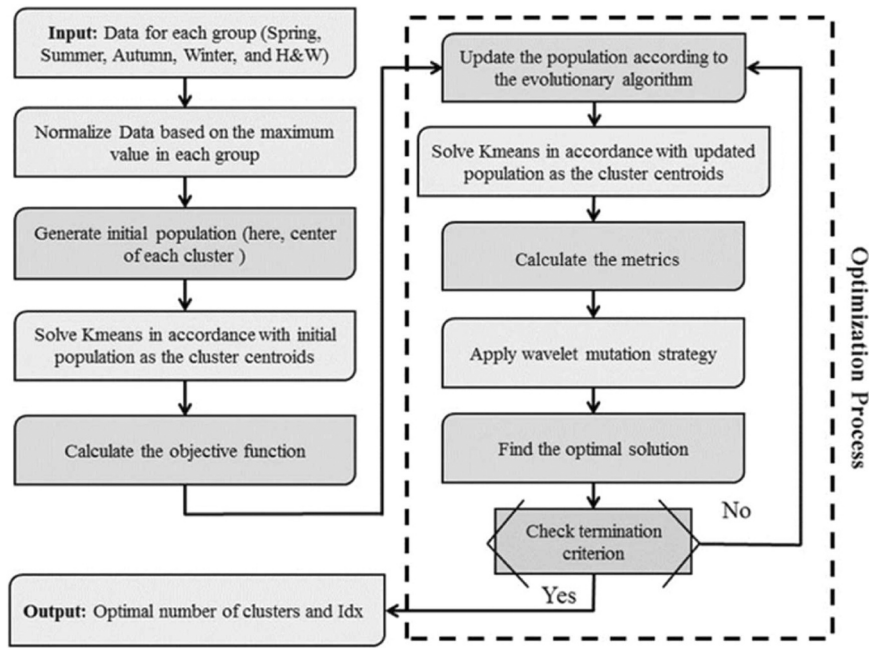 Input: Data for each group (Spring,
Summer, Autumn, Winter, and H&W)
Normalize Data based on the maximum
value in each group
Generate initial population (here, center
of each cluster )
Solve Kmeans in accordance with initial
population as the cluster centroids
Calculate the objective function
Update the population according to
the evolutionary algorithm
Solve Kmeans in accordance with updated
population as the cluster centroids
Calculate the metrics
Apply wavelet mutation strategy
Find the optimal solution
Check termination
criterion
No
Yes
Output: Optimal number of clusters and Idx
Optimization Process